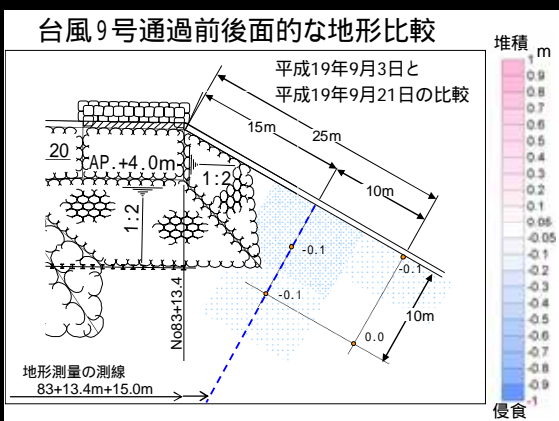 台風9号通過前後面的な地形比較
平成19年9月3日と
平成19年9月21日の比較
15m
25m
10m
20
AP.+4.0m
1:2
1:2
-0.1
-0.1
-0.1
0.0
10m
No83+13.4
地形測量の測線
83+13.4m+15.0m
堆積
m
1
0.9
0.8
0.6
0.5
0.4
0.3
0.2
0.1
0.05
-0.05
-0.1
-0.2
-0.3
-0.4
-0.5
-0.6
-0.7
-0.8
-0.9
-1
侵食